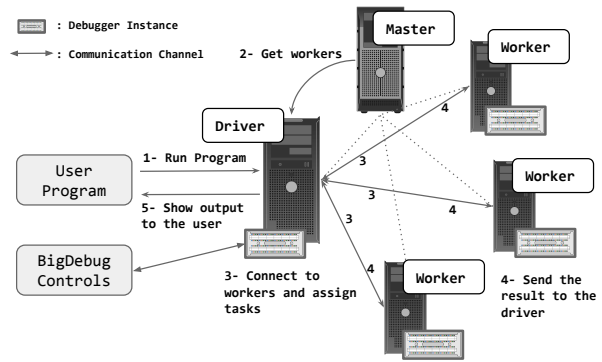 : Debugger Instance
: Communication Channel
2- Get workers
Master
Worker
Driver
4
1- Run Program
User
Program
3
Worker
3
4
5- Show output
to the user
3
BigDebug
Controls
3- Connect to
workers and assign
tasks
4
Worker
4- Send the
result to the
driver